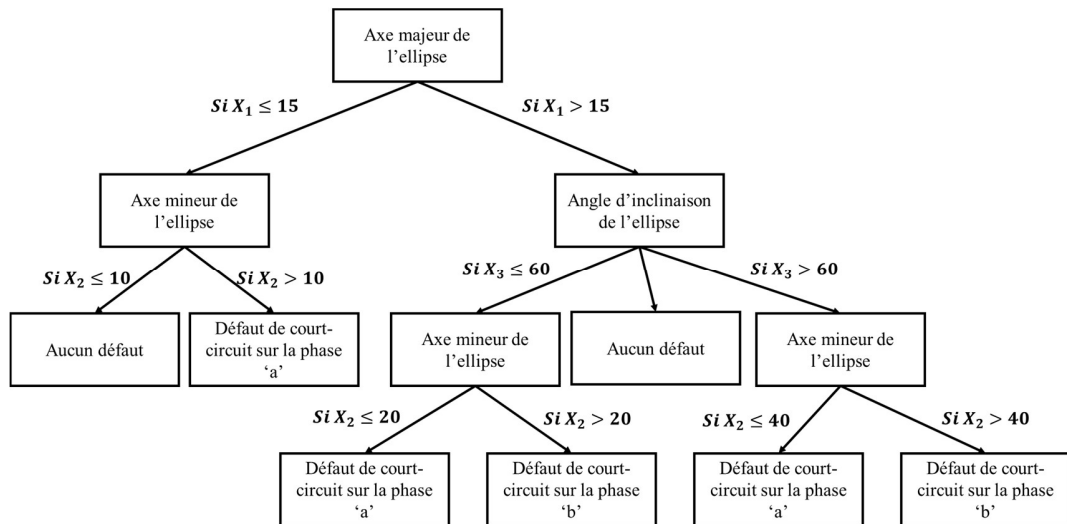 Axe majeur de
l'ellipse
Si X₁ ≤ 15
Si X₁ > 15
Axe mineur de
l'ellipse
Angle d'inclinaison
de l'ellipse
Si X₂ ≤ 10
Si X₂ > 10
Si X₃ ≤ 60
Si X₃ > 60
Aucun défaut
Défaut de court-
circuit sur la phase
'a'
Axe mineur de
l'ellipse
Aucun défaut
Axe mineur de
l'ellipse
Si X₂ ≤ 20
Si X₂ > 20
Si X₂ ≤ 40
Si X₂ > 40
Défaut de court-
circuit sur la phase
'a'
Défaut de court-
circuit sur la phase
'b'
Défaut de court-
circuit sur la phase
'a'
Défaut de court-
circuit sur la phase
'b'